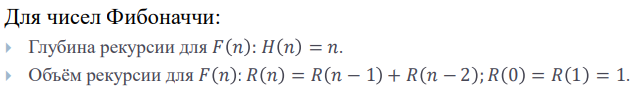 Для чисел Фибоначчи:
Глубина рекурсии для F(n): H(n) = n.
Объём рекурсии для F(n): R(n) = R(n − 1) + R(n − 2); R(0) = R(1) = 1.